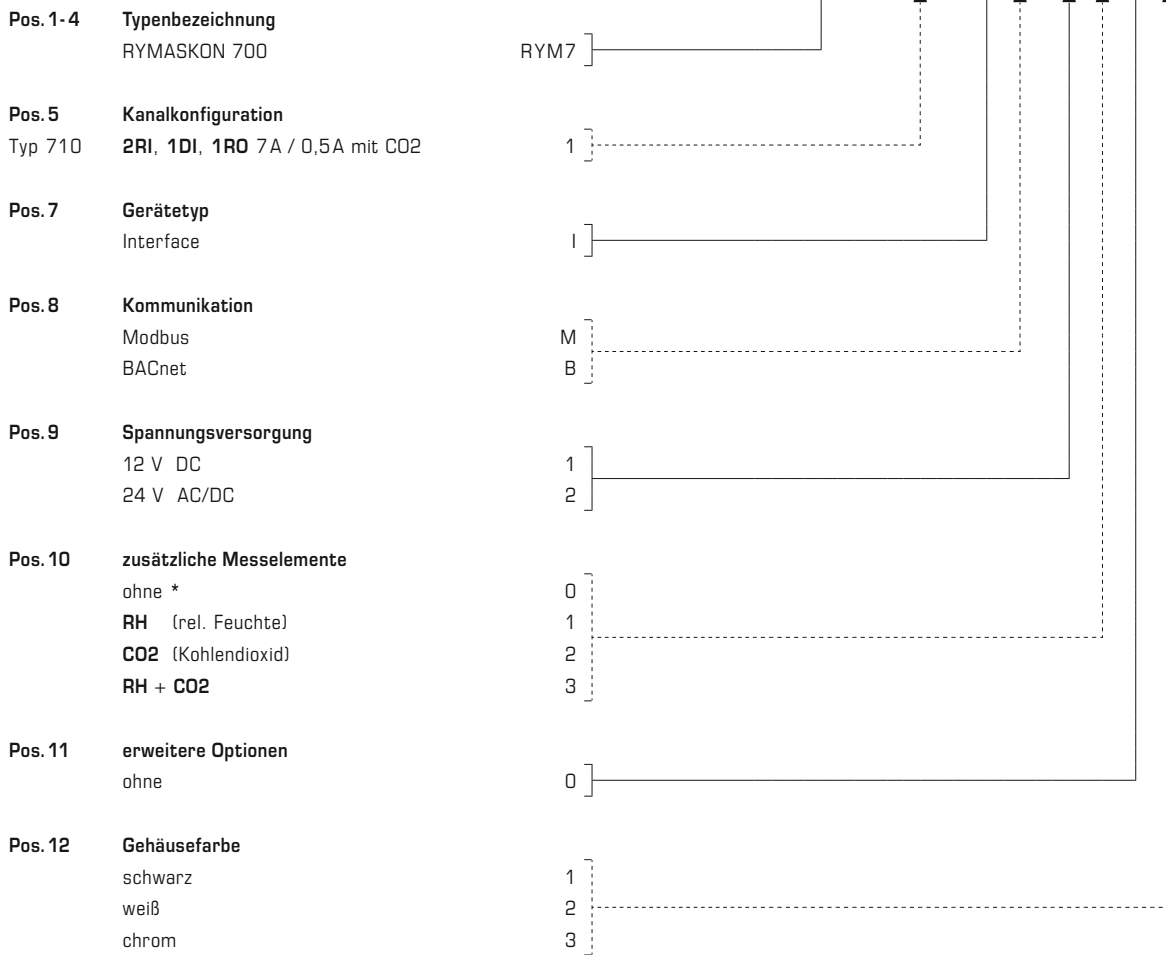 Pos. 1-4 Typenbezeichnung
RYMASKON 700 RYM7
Pos. 5 Kanalkonfiguration
Typ 710 2RI, 1DI, 1RO 7A / 0,5A mit CO2 1
Pos. 7 Gerätetyp
Interface I
Pos. 8 Kommunikation
Modbus M
BACnet B
Pos. 9 Spannungsversorgung
12 V DC 1
24 V AC/DC 2
Pos. 10 zusätzliche Messelemente
ohne * 0
RH (rel. Feuchte) 1
CO2 (Kohlendioxid) 2
RH + CO2 3
Pos. 11 erweitere Optionen
ohne 0
Pos. 12 Gehäusefarbe
schwarz 1
weiß 2
chrom 3